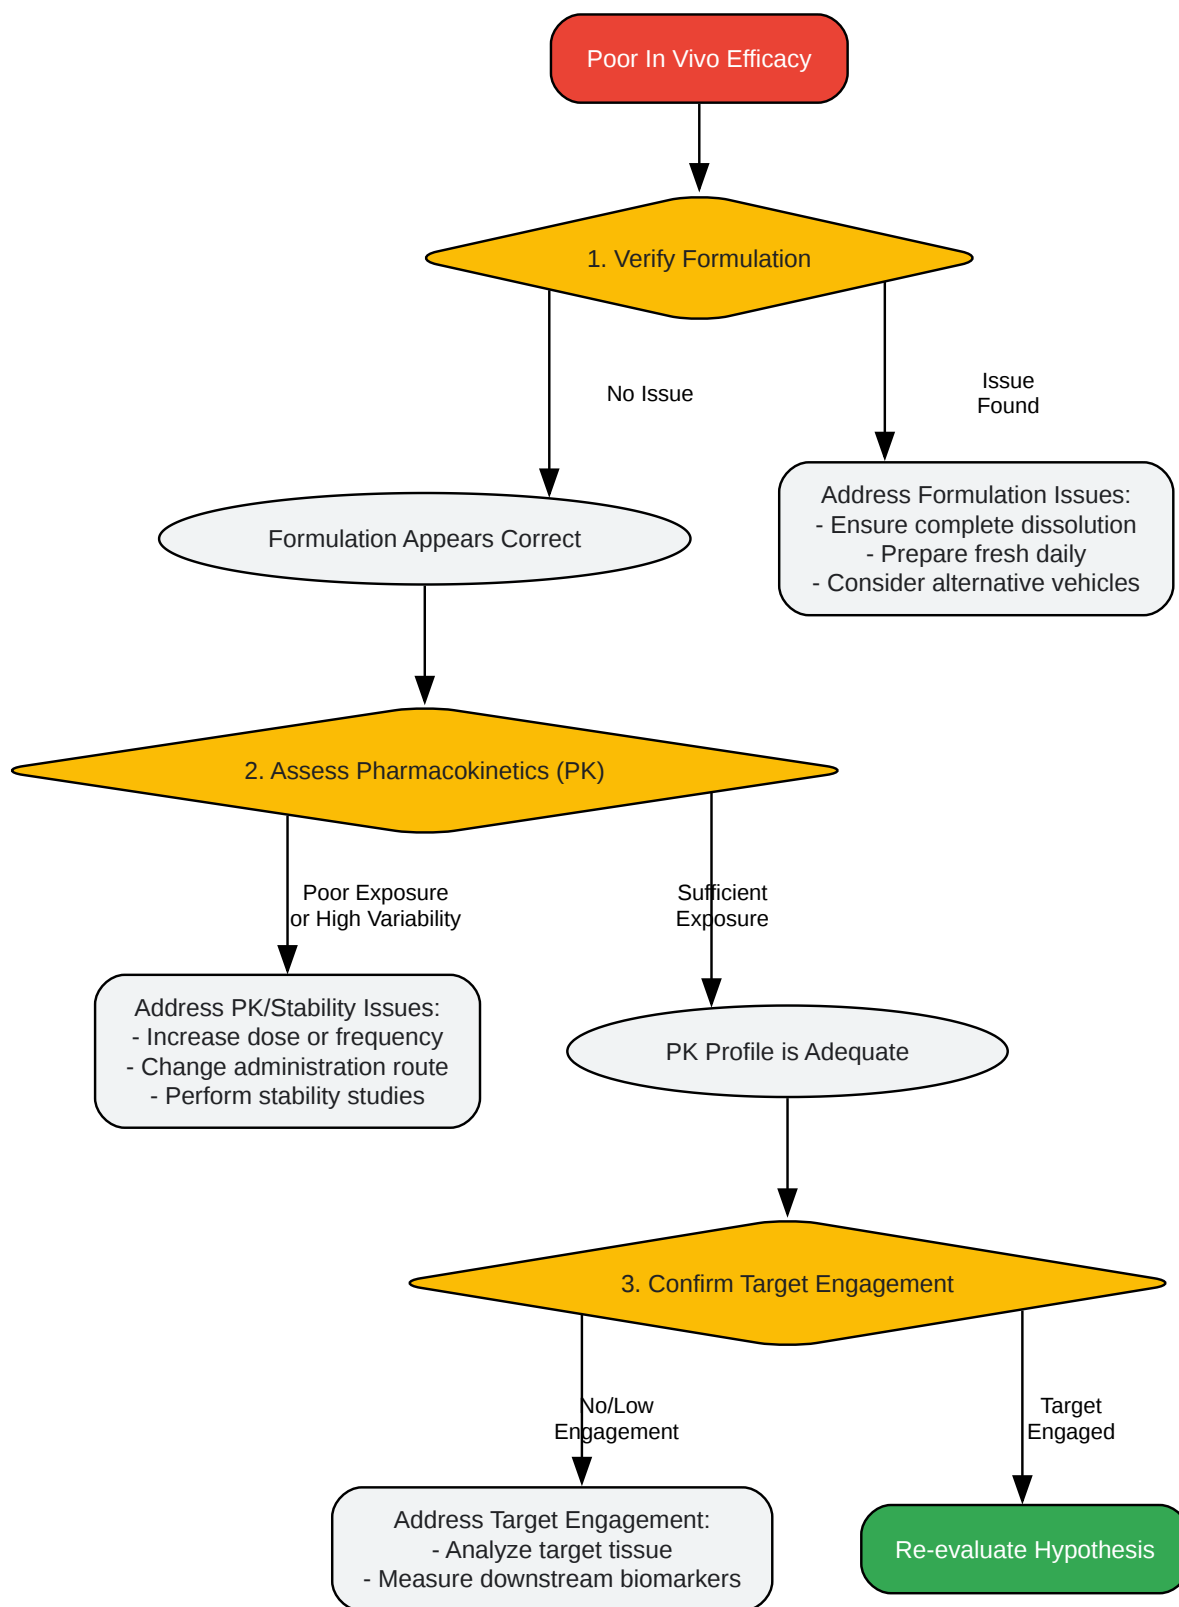 Poor In Vivo Efficacy
1. Verify Formulation
No Issue
Issue
Found
Formulation Appears Correct
Address Formulation Issues:
- Ensure complete dissolution
- Prepare fresh daily
- Consider alternative vehicles
2. Assess Pharmacokinetics (PK)
Poor Exposure
or High Variability
Sufficient
Exposure
Address PK/Stability Issues:
- Increase dose or frequency
- Change administration route
- Perform stability studies
PK Profile is Adequate
3. Confirm Target Engagement
No/Low
Engagement
Target
Engaged
Address Target Engagement:
- Analyze target tissue
- Measure downstream biomarkers
Re-evaluate Hypothesis